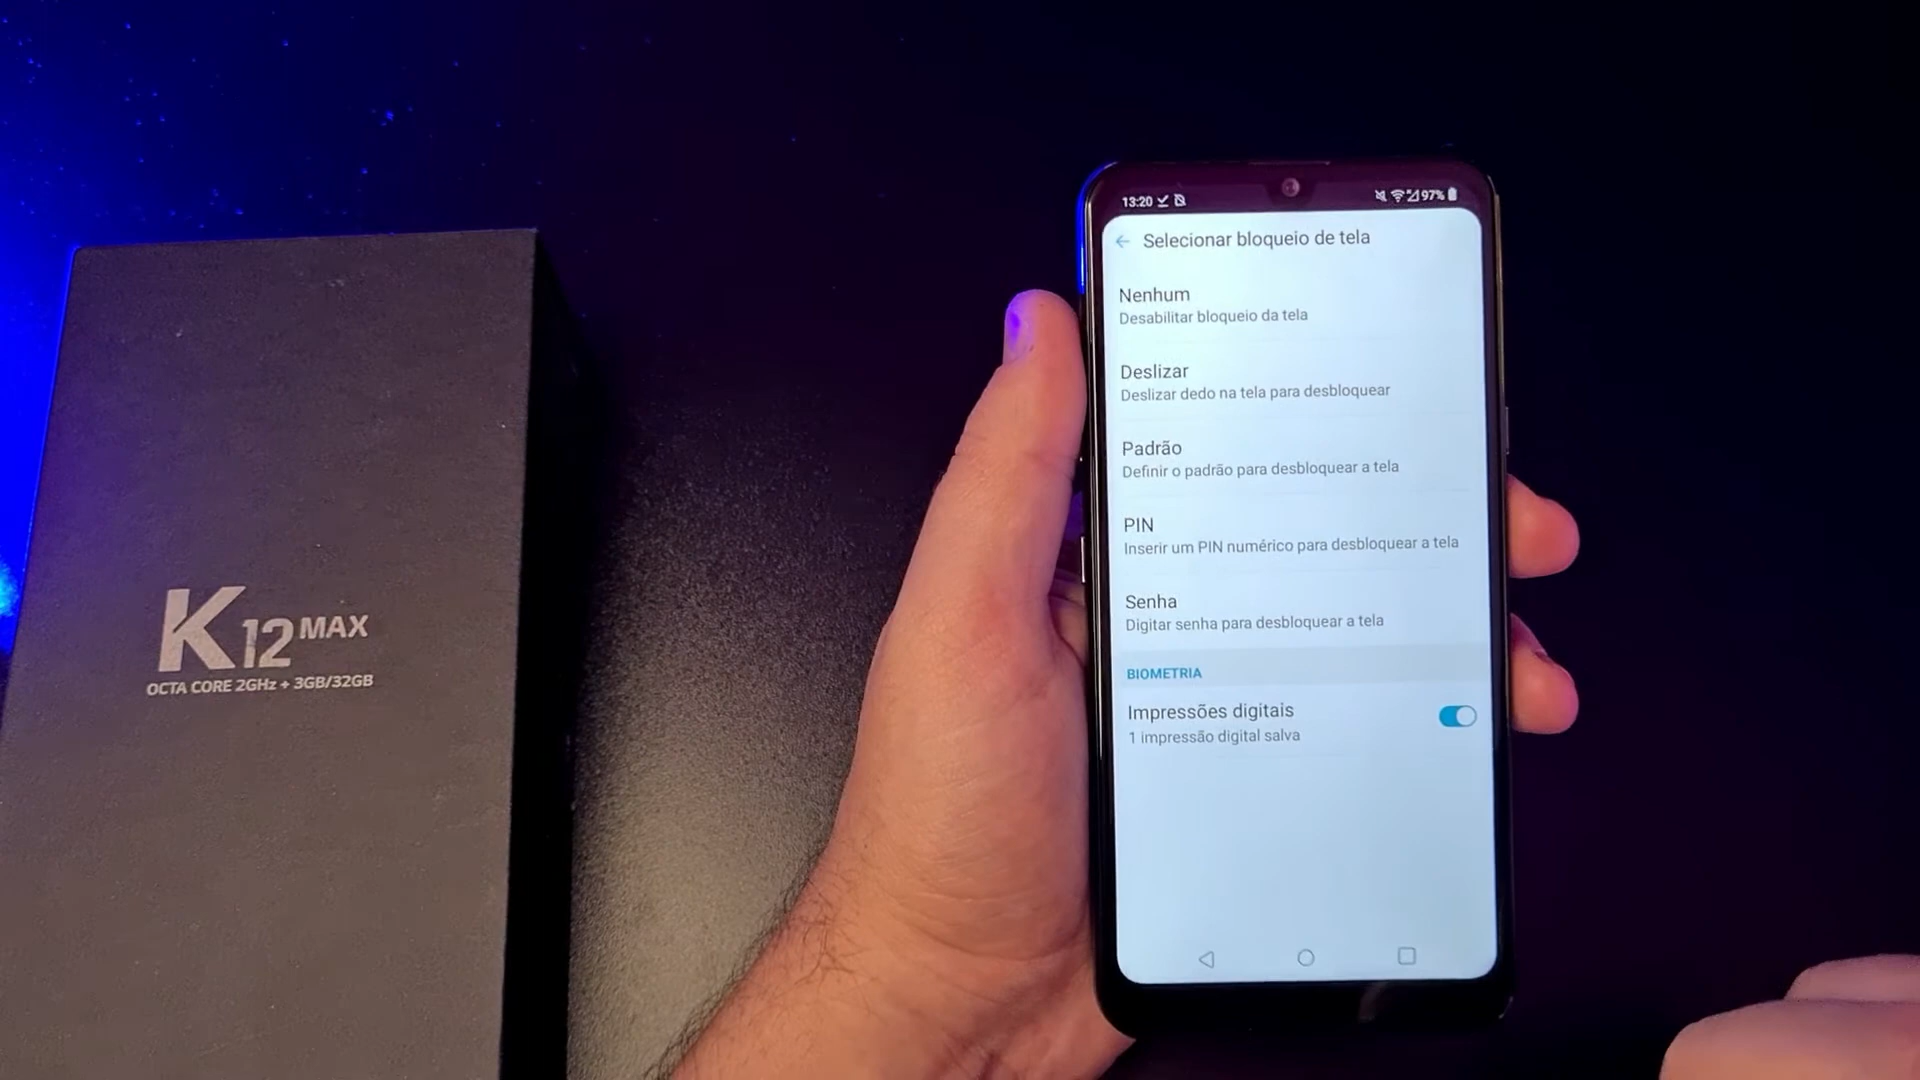 K12 MAX
OCTA CORE 2GHz + 3GB/32GB
13:20
97%
Selecionar bloqueio de tela
Nenhum
Desabilitar bloqueio da tela
Deslizar
Deslizar dedo na tela para desbloquear
Padrão
Definir o padrão para desbloquear a tela
PIN
Inserir um PIN numérico para desbloquear a tela
Senha
Digitar senha para desbloquear a tela
BIOMETRIA
Impressões digitais
1 impressão digital salva